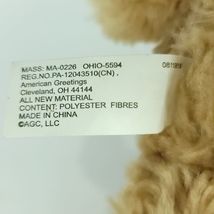 MASS: MA-0226 OHIO-5594
REG.NO.PA-12043510(CN) ,
American Greetings
Cleveland, OH 44144
ALL NEW MATERIAL
CONTENT: POLYESTER FIBRES
MADE IN CHINA
©AGC, LLC